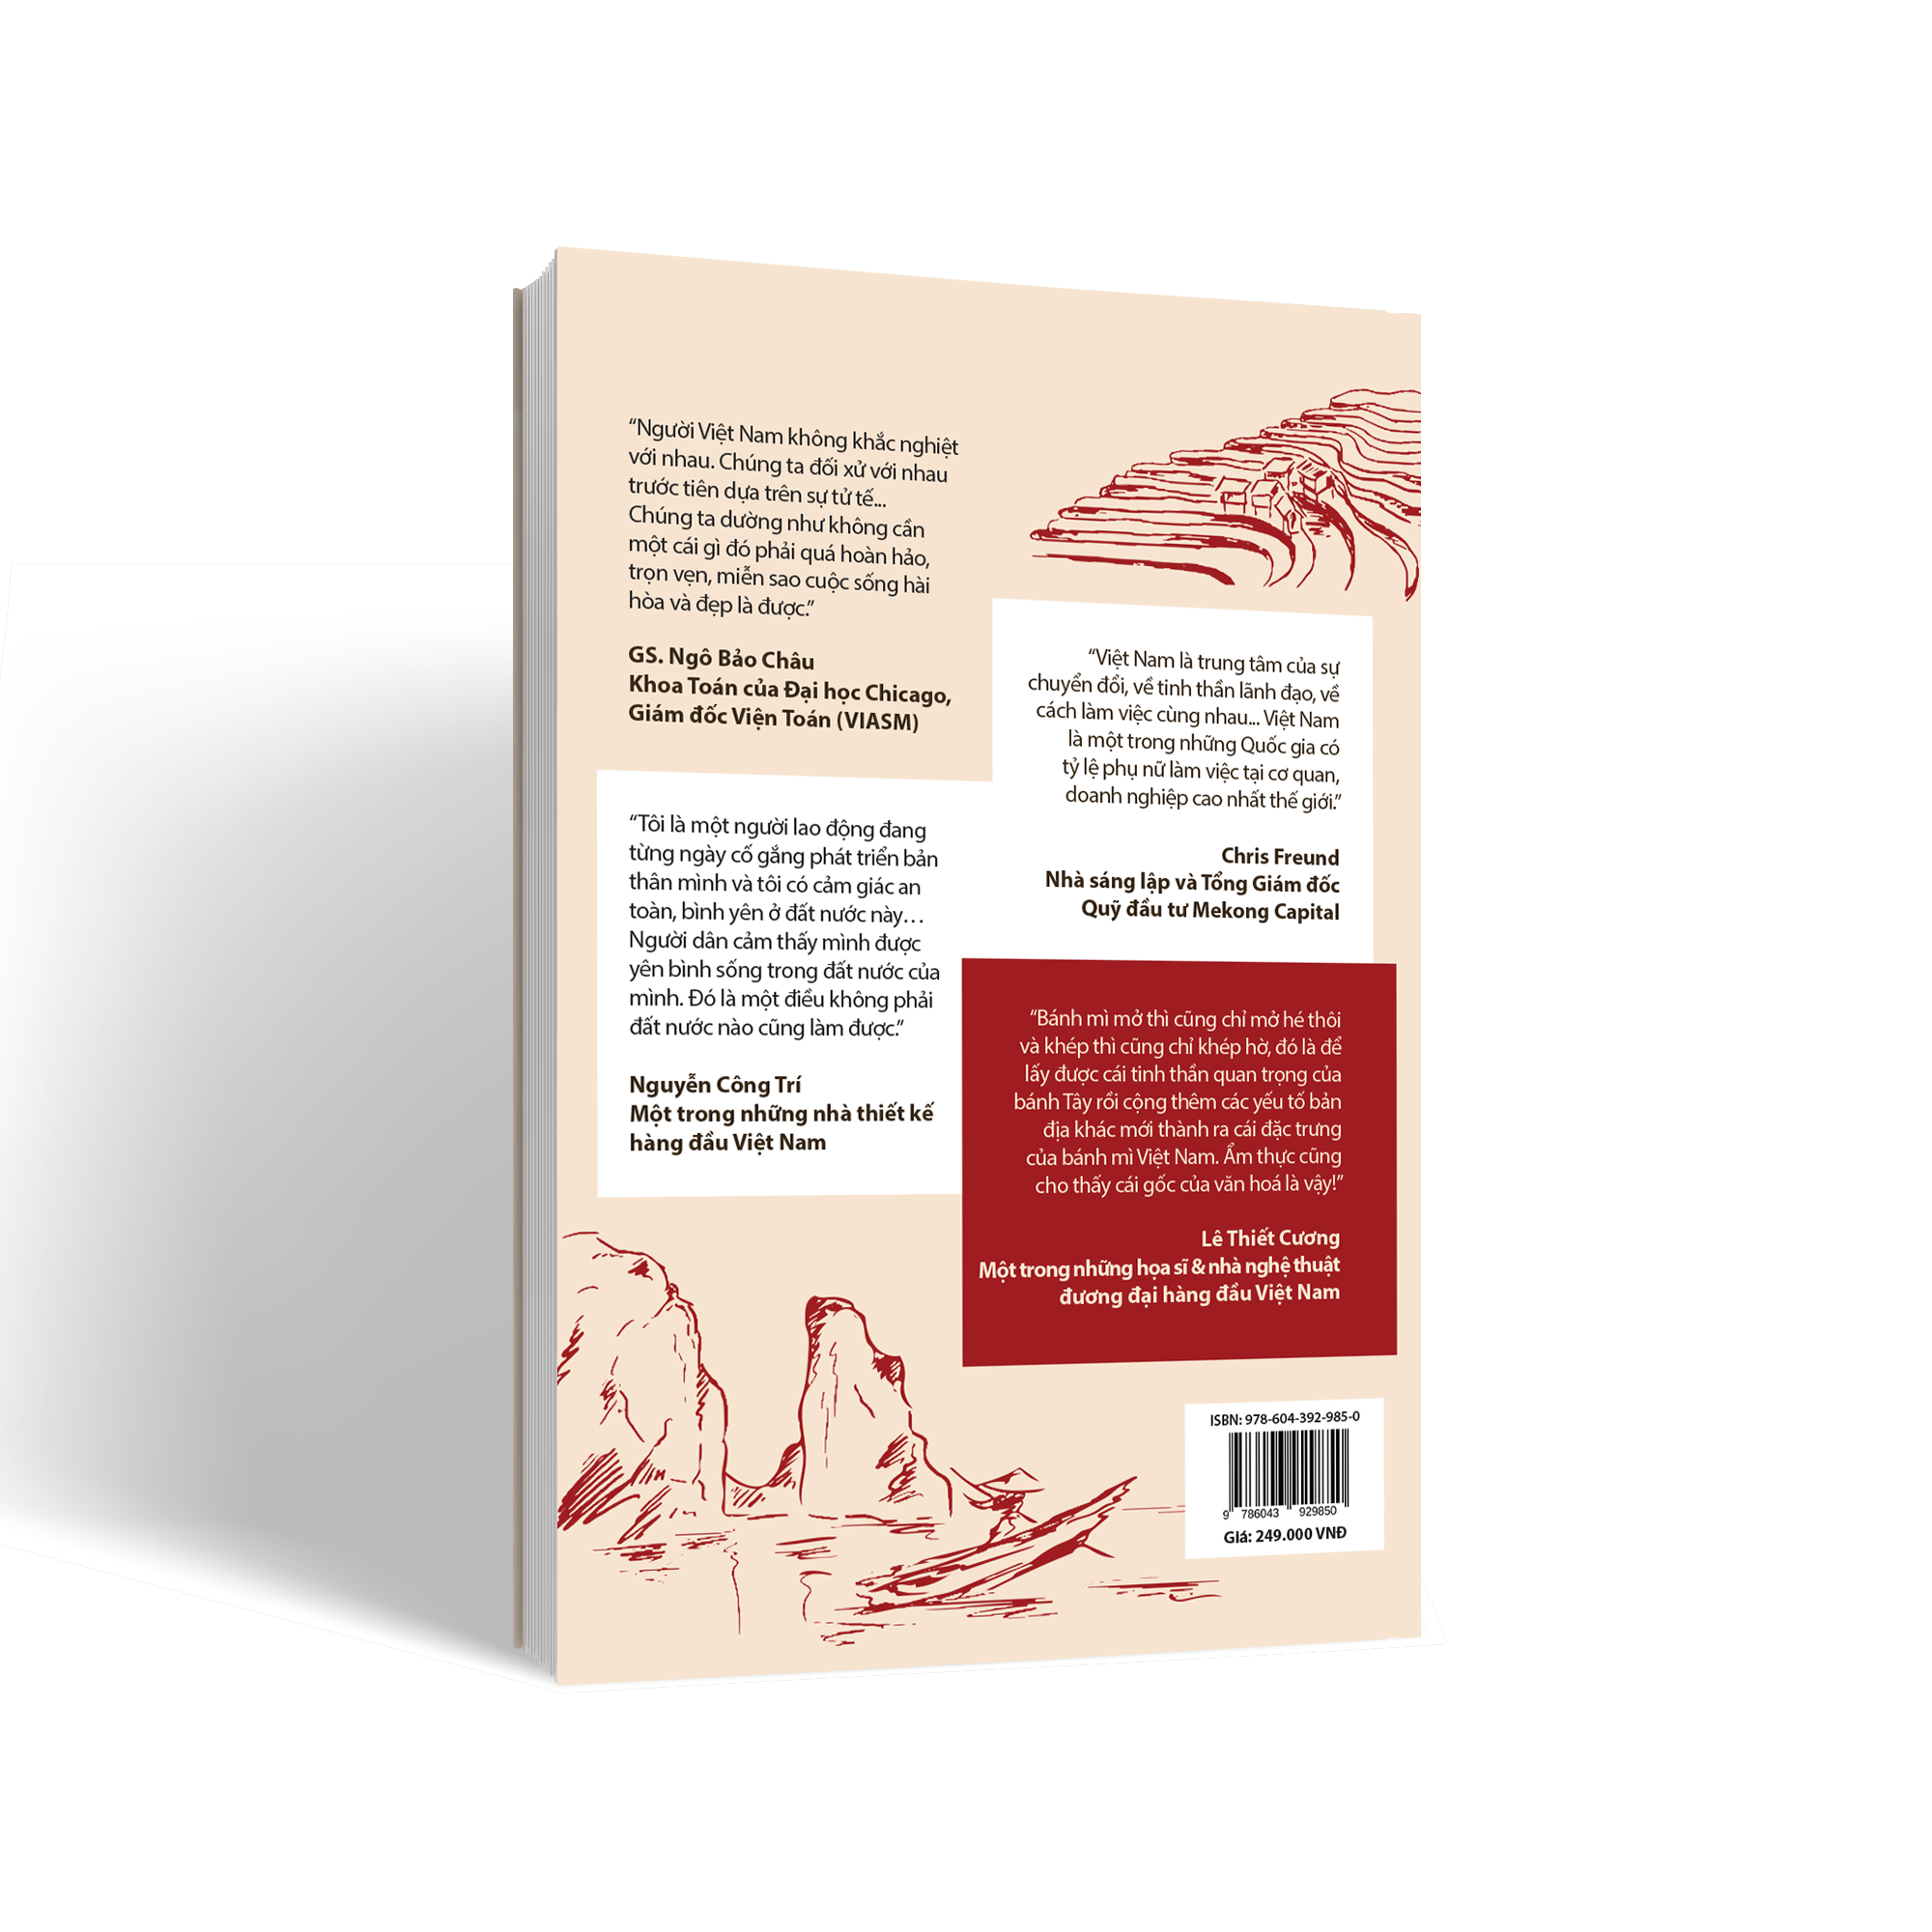 “Người Việt Nam không khắc nghiệt
với nhau. Chúng ta đối xử với nhau
trước tiên dựa trên sự tử tế...
Chúng ta dường như không cần
một cái gì đó phải quá hoàn hảo,
trọn vẹn, miễn sao cuộc sống hài
hòa và đẹp là được.”
GS. Ngô Bảo Châu
Khoa Toán của Đại học Chicago,
Giám đốc Viện Toán (VIASM)
“Việt Nam là trung tâm của sự
chuyển đổi, về tinh thần lãnh đạo, về
cách làm việc cùng nhau... Việt Nam
là một trong những Quốc gia có
tỷ lệ phụ nữ làm việc tại cơ quan,
doanh nghiệp cao nhất thế giới.”
Chris Freund
Nhà sáng lập và Tổng Giám đốc
Quỹ đầu tư Mekong Capital
“Tôi là một người lao động đang
từng ngày cố gắng phát triển bản
thân mình và tôi có cảm giác an
toàn, bình yên ở đất nước này…
Người dân cảm thấy mình được
yên bình sống trong đất nước của
mình. Đó là một điều không phải
đất nước nào cũng làm được.”
Nguyễn Công Trí
Một trong những nhà thiết kế
hàng đầu Việt Nam
“Bánh mì mở thì cũng chỉ mở hé thôi
và khép thì cũng chỉ khép hờ, đó là để
lấy được cái tinh thần quan trọng của
bánh Tây rồi cộng thêm các yếu tố bản
địa khác mới thành ra cái đặc trưng
của bánh mì Việt Nam. Ẩm thực cũng
cho thấy cái gốc của văn hoá là vậy!”
Lê Thiết Cương
Một trong những họa sĩ & nhà nghệ thuật
đương đại hàng đầu Việt Nam
ISBN: 978-604-392-985-0
9 786043 929850
Giá: 249.000 VNĐ